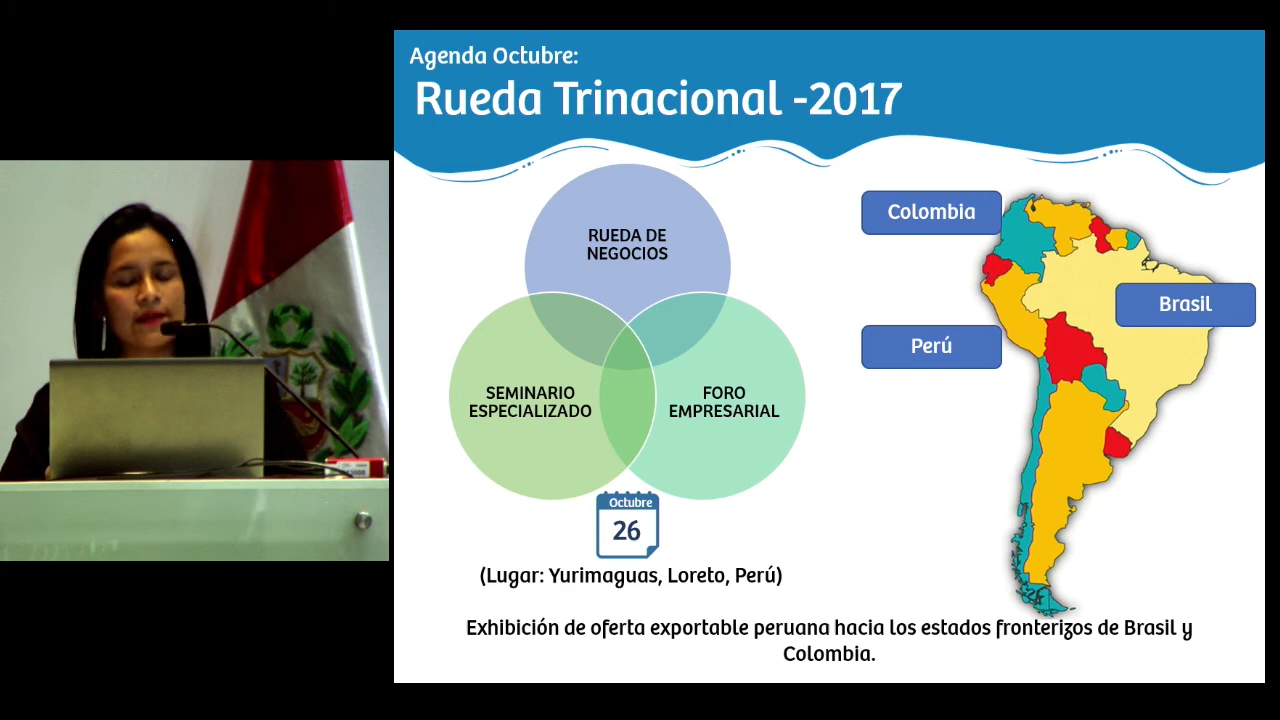 Agenda Octubre:
Rueda Trinacional -2017
RUEDA DE
NEGOCIOS
SEMINARIO
ESPECIALIZADO
FORO
EMPRESARIAL
Colombia
Brasil
Perú
Octubre
26
(Lugar: Yurimaguas, Loreto, Perú)
Exhibición de oferta exportable peruana hacia los estados fronterizos de Brasil y
Colombia.